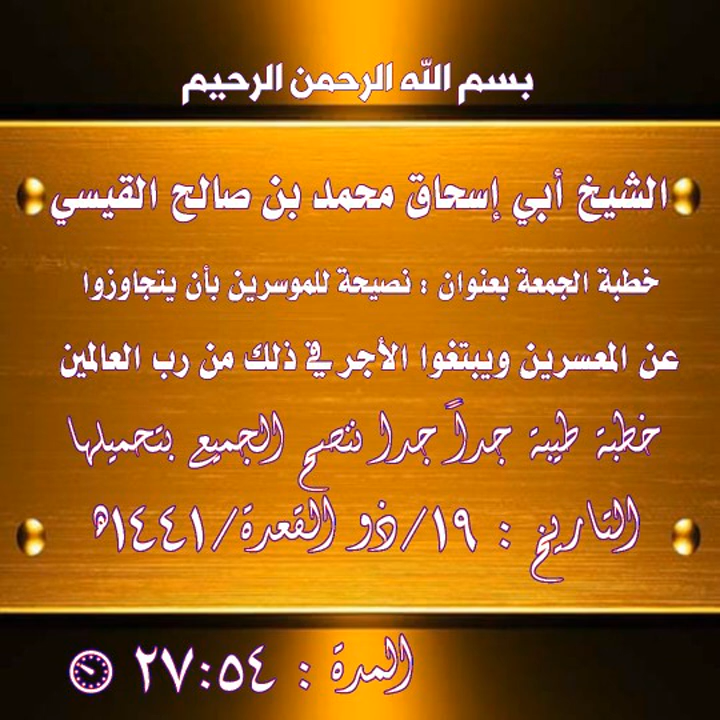 بسم الله الرحمن الرحيم
الشيخ أبي إسحاق محمد بن صالح القيسي
خطبة الجمعة بعنوان : نصيحة للموسرين بأن يتجاوزوا
عن المعسرين ويبتغوا الأجر في ذلك من رب العالمين
خطبة طيبة جداً جدا ننصح الجميع بتحميلها
التاريخ : ١٩/ذو القعدة/١٤٤١ه
المدة : ٢٧:٥٤